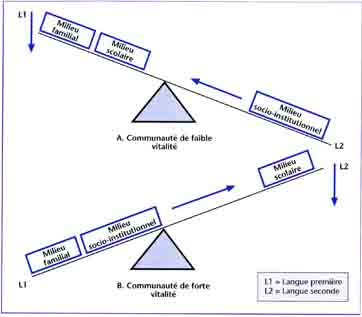 L1
Milieu
familial
Milieu
scolaire
Milieu
socio-institutionnel
L2
A. Communauté de faible
vitalité
Milieu
scolaire
L2
Milieu
familial
Milieu
socio-institutionnel
L1
B. Communauté de forte
vitalité
L1 = Langue première
L2 = Langue seconde